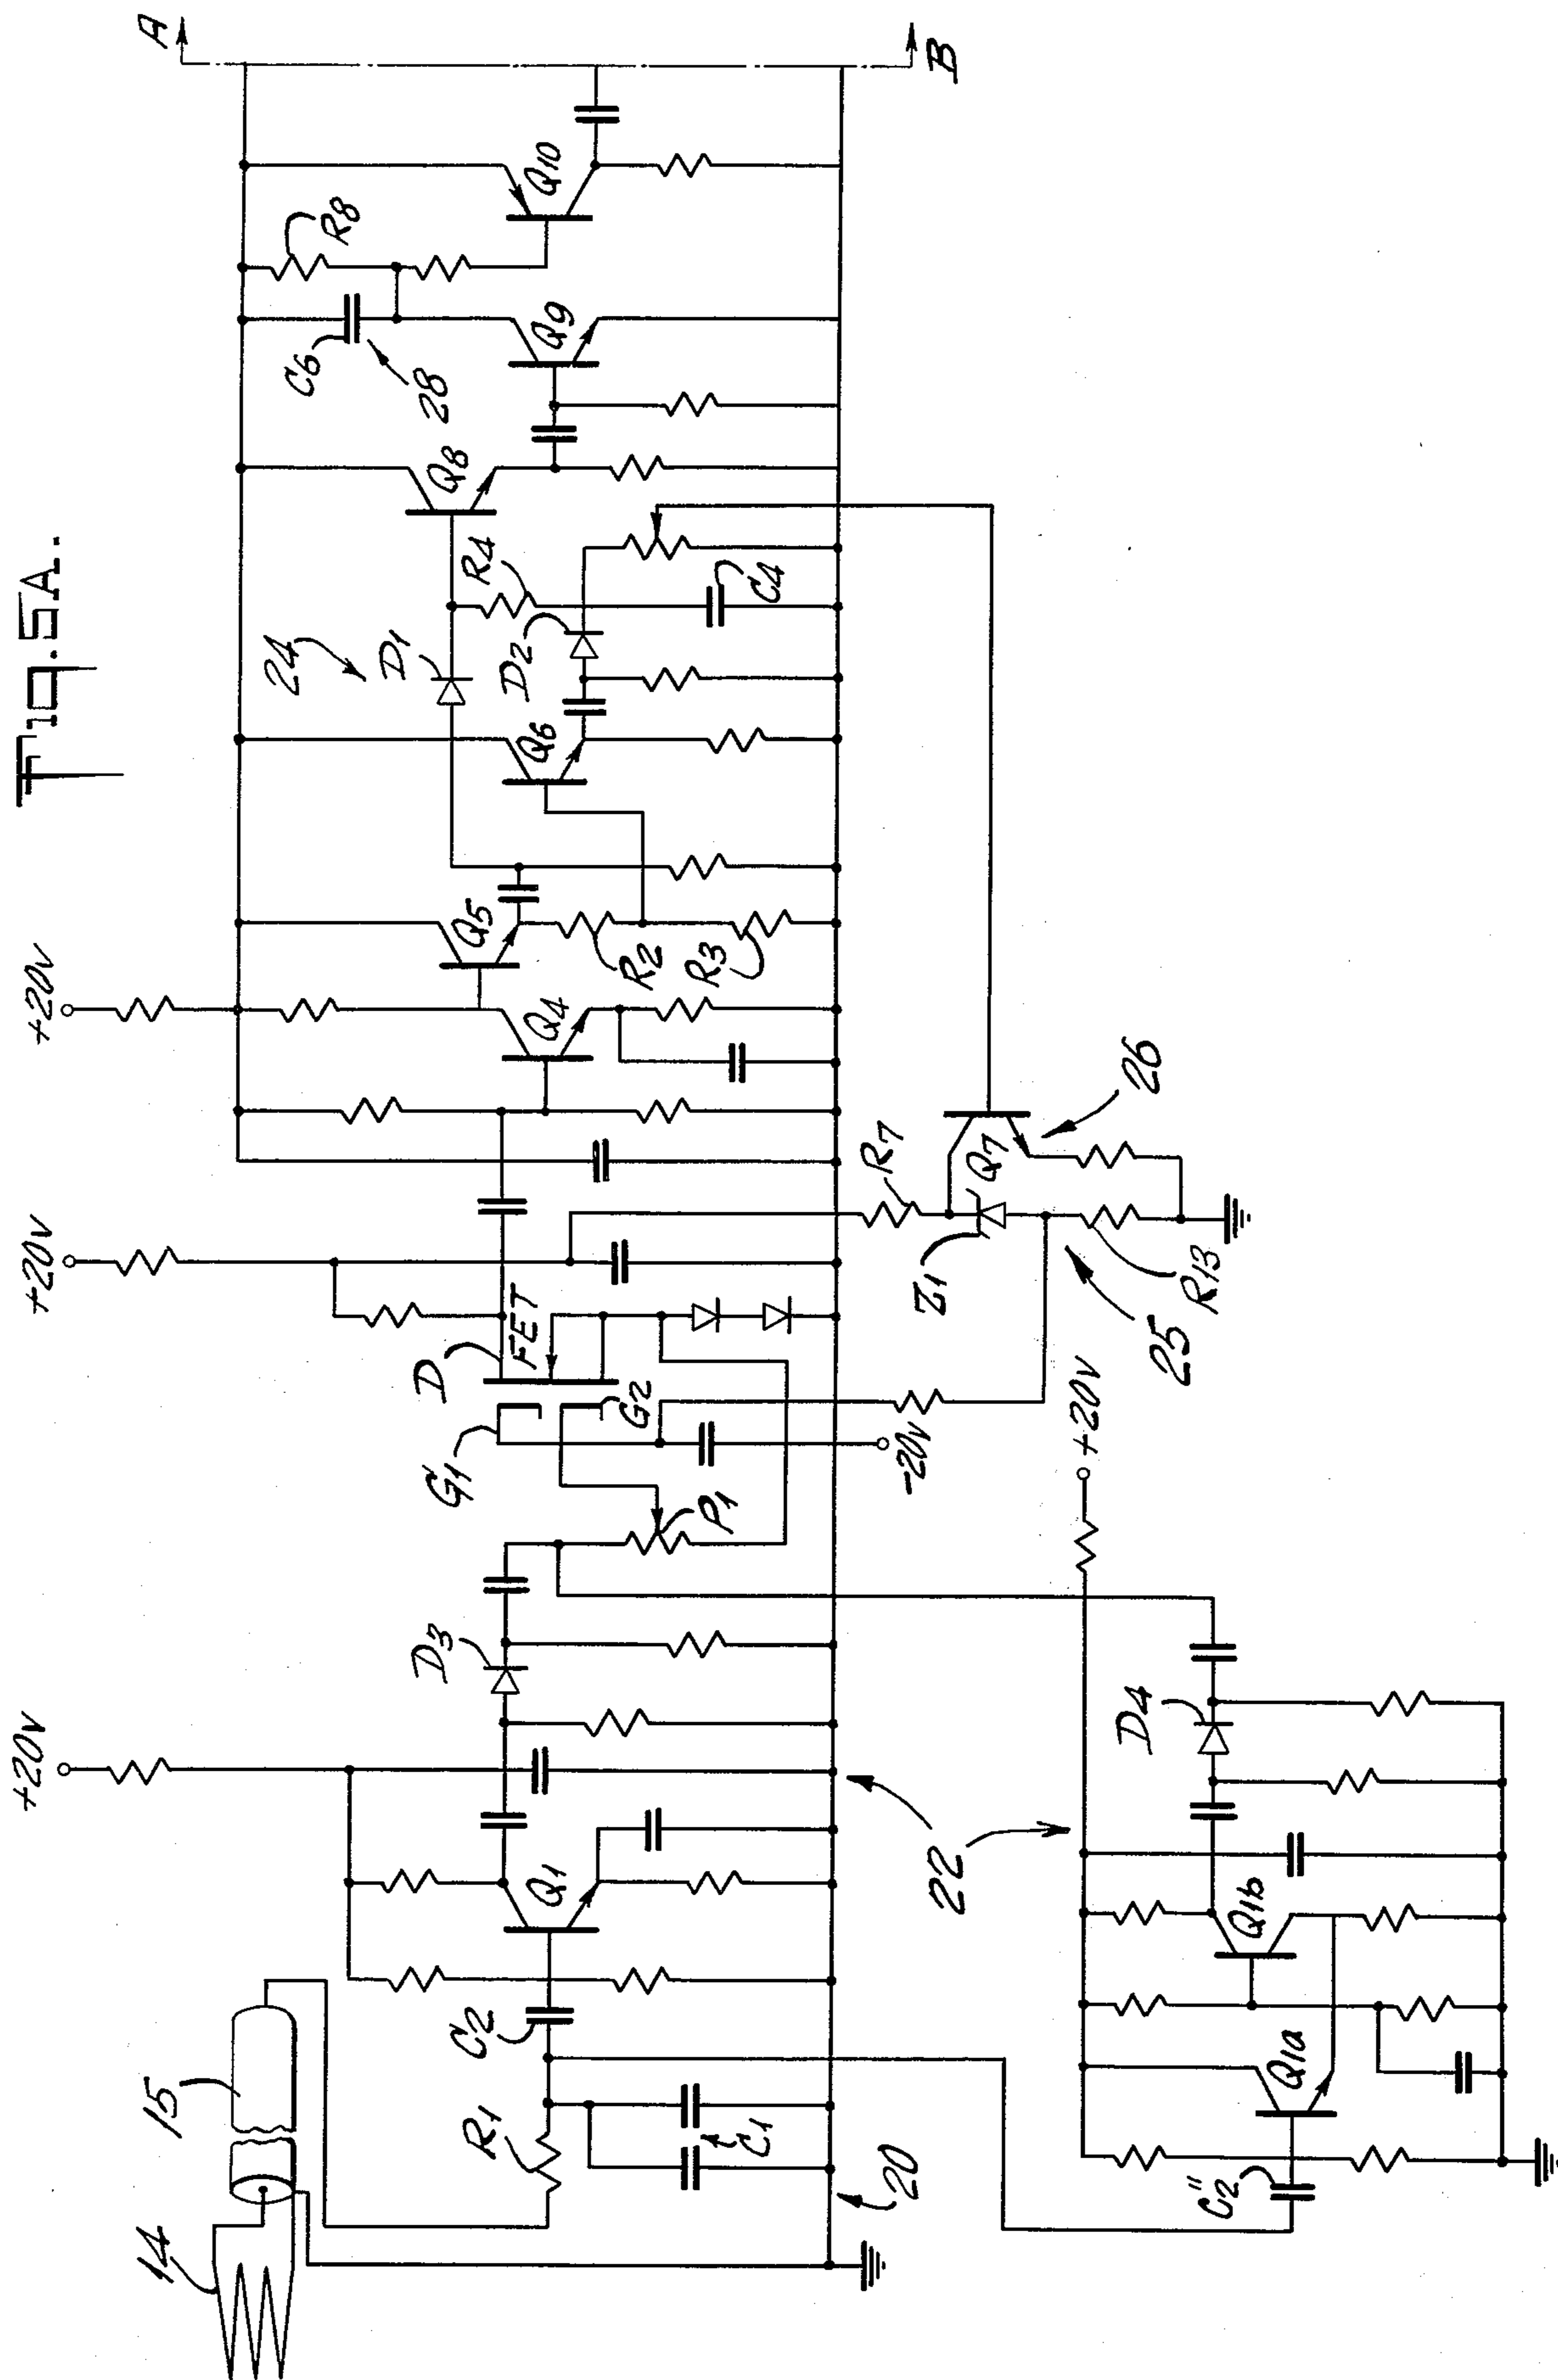 Fig. 5A.
+20v
+20v
+20v
A
14
15
R1
C2
C1
20
Q1
D3
22
P1
G1
G2
D
FET
-20v
Q4
Q5
R2
R3
Q6
24
D1
D2
R4
C4
Q8
C6
28
Q9
R8
Q10
B
C2"
Q1a
Q1b
D4
+20v
25
R13
Z1
R7
Q7
26